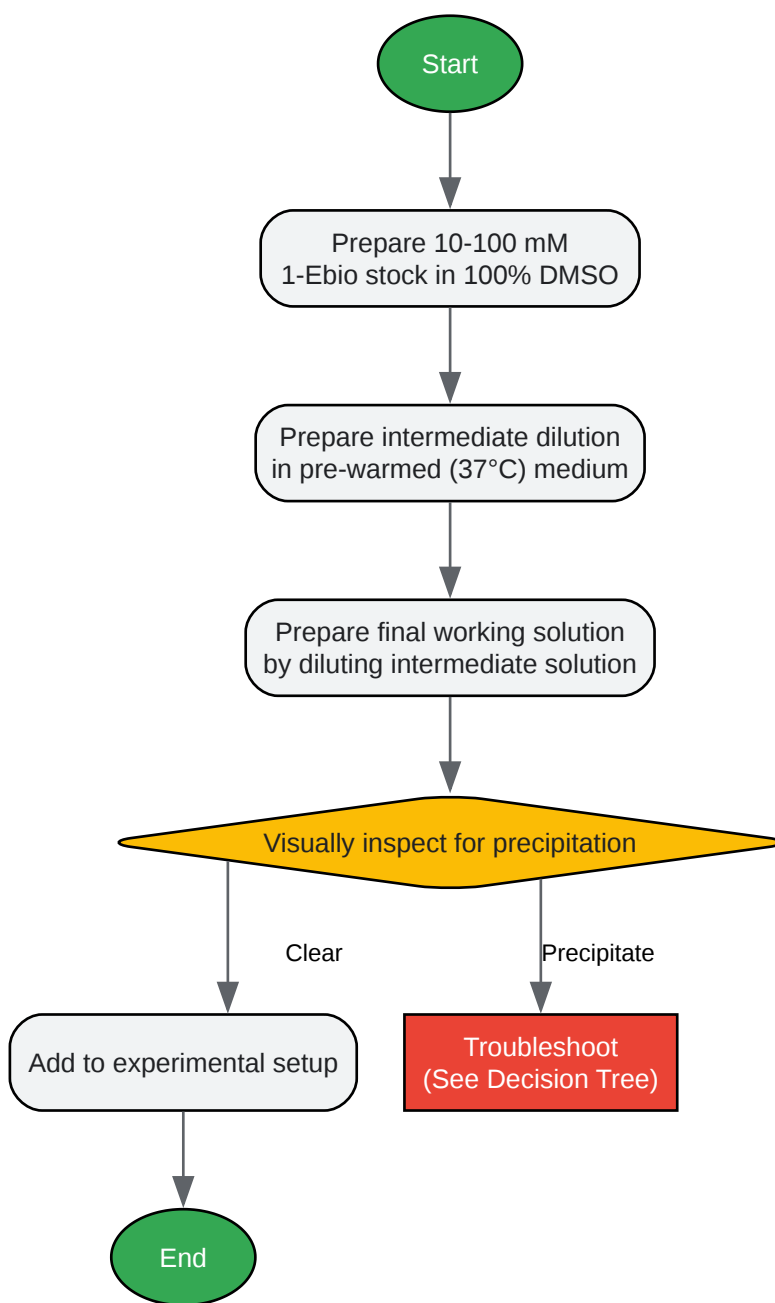 Start
Prepare 10-100 mM
1-Ebio stock in 100% DMSO
Prepare intermediate dilution
in pre-warmed (37°C) medium
Prepare final working solution
by diluting intermediate solution
Visually inspect for precipitation
Clear
Precipitate
Add to experimental setup
Troubleshoot
(See Decision Tree)
End